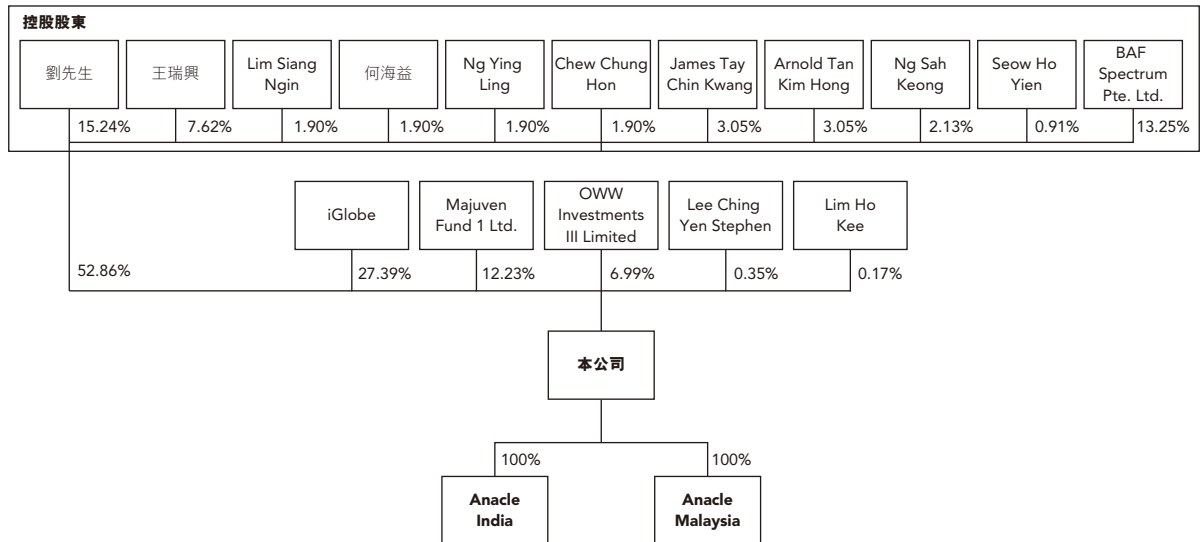 控股股東
劉先生
王瑞興
Lim Siang
Ngin
何海益
Ng Ying
Ling
Chew Chung
Hon
James Tay
Chin Kwang
Arnold Tan
Kim Hong
Ng Sah
Keong
Seow Ho
Yien
BAF
Spectrum
Pte. Ltd.
15.24%
7.62%
1.90%
1.90%
1.90%
1.90%
3.05%
3.05%
2.13%
0.91%
13.25%
iGlobe
Majuven
Fund 1 Ltd.
OWW
Investments
III Limited
Lee Ching
Yen Stephen
Lim Ho
Kee
52.86%
27.39%
12.23%
6.99%
0.35%
0.17%
本公司
100%
100%
Anacle
India
Anacle
Malaysia